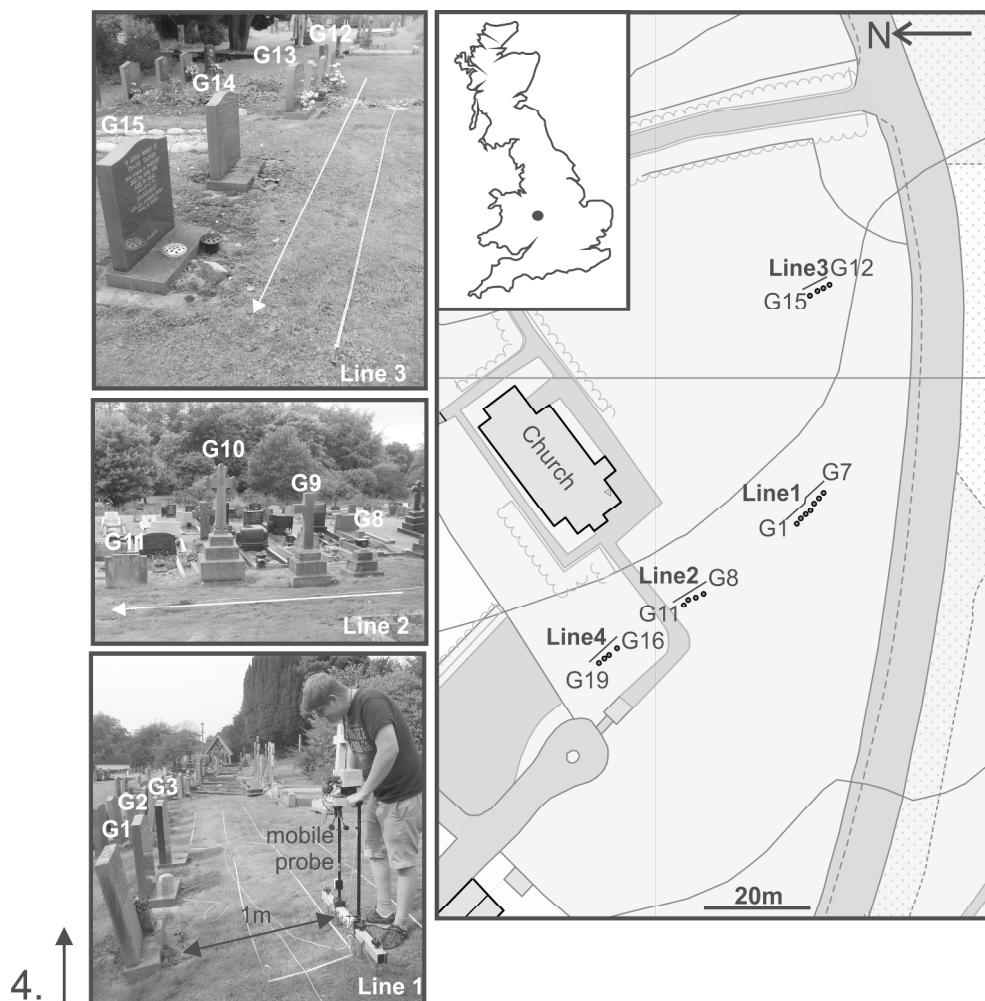 G12
G13
G14
G15
Line 3
G10
G9
G8
G11
Line 2
G3
G2
G1
mobile
probe
1m
Line 1
N
Line3 G12
G15
Church
G7
Line1
G1
Line2 G8
G11
Line4
G16
G19
20m
4.